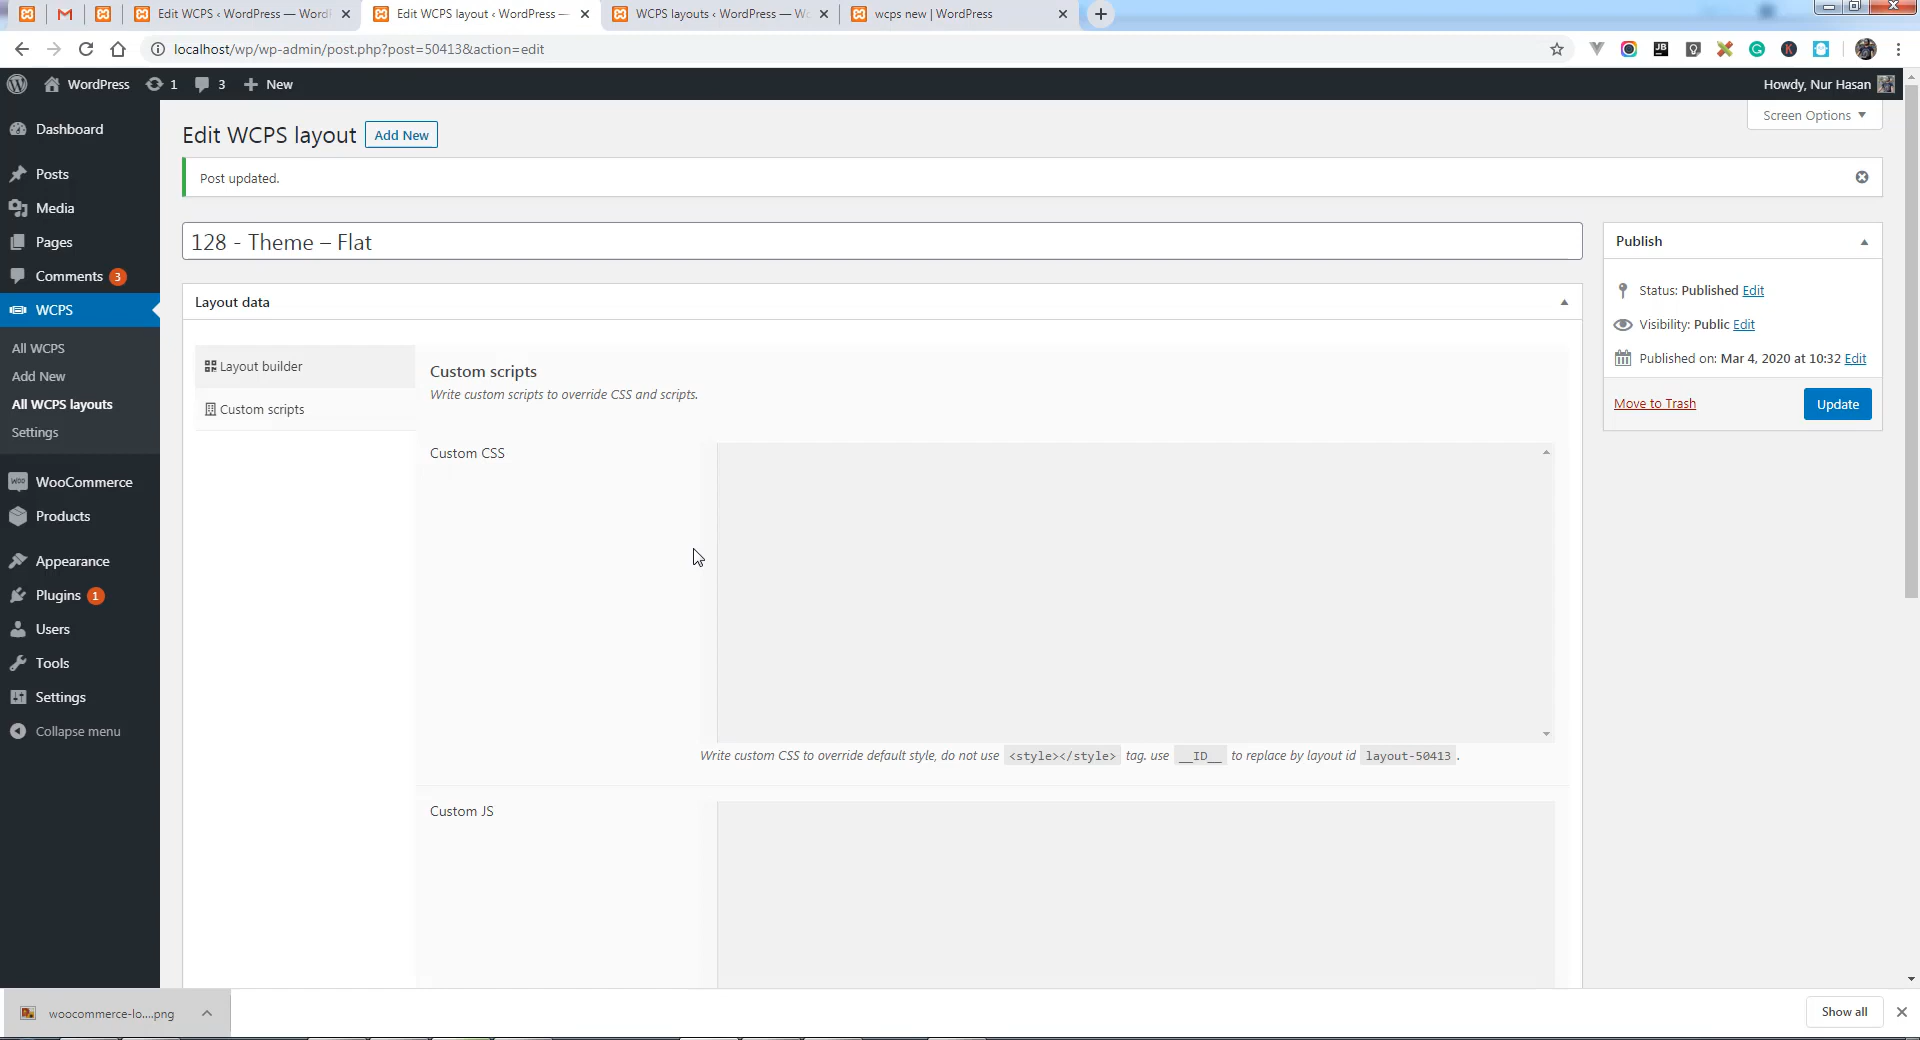 Edit WCPS ‹ WordPress — Word
Edit WCPS layout ‹ WordPress —
WCPS layouts ‹ WordPress — Wo
wcps new | WordPress
localhost/wp/wp-admin/post.php?post=50413&action=edit
WordPress
1
3
New
Howdy, Nur Hasan
Screen Options
Edit WCPS layout
Add New
Post updated.
Dashboard
Posts
Media
Pages
Comments 3
WCPS
All WCPS
Add New
All WCPS layouts
Settings
WooCommerce
Products
Appearance
Plugins 1
Users
Tools
Settings
Collapse menu
128 - Theme – Flat
Layout data
Layout builder
Custom scripts
Custom scripts
Write custom scripts to override CSS and scripts.
Custom CSS
Write custom CSS to override default style, do not use <style></style> tag. use __ID__ to replace by layout id layout-50413 .
Custom JS
Publish
Status: Published Edit
Visibility: Public Edit
Published on: Mar 4, 2020 at 10:32 Edit
Move to Trash
Update
woocommerce-lo....png
Show all